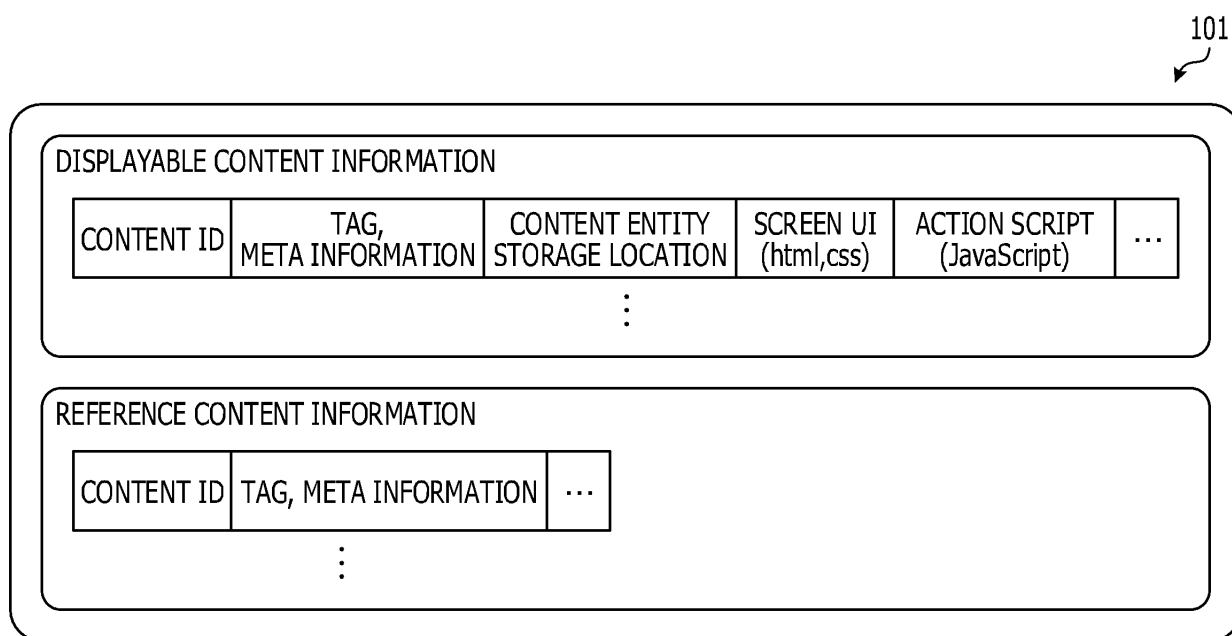 101
DISPLAYABLE CONTENT INFORMATION
CONTENT ID
TAG,
META INFORMATION
CONTENT ENTITY
STORAGE LOCATION
SCREEN UI
(html,css)
ACTION SCRIPT
(JavaScript)
...
⋮
REFERENCE CONTENT INFORMATION
CONTENT ID
TAG, META INFORMATION
...
⋮